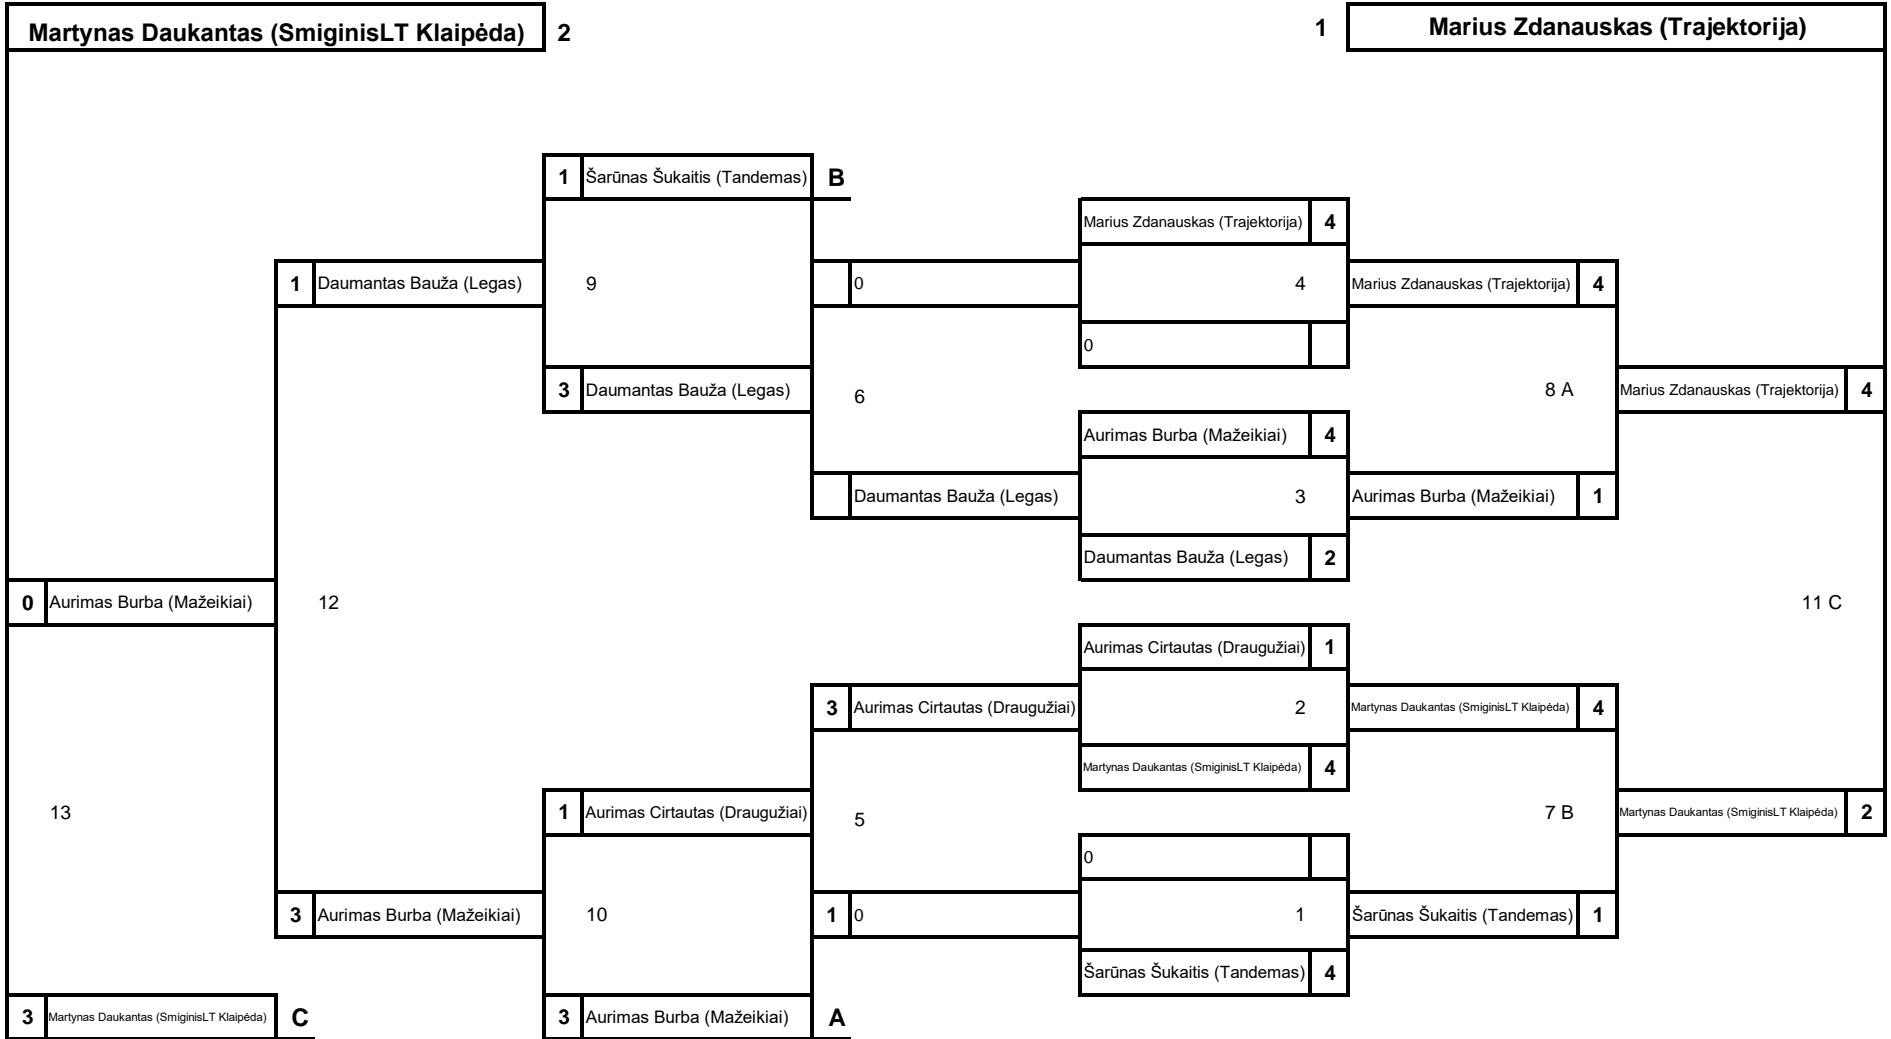 Martynas Daukantas (SmiginisLT Klaipėda) 2 1 Marius Zdanauskas (Trajektorija)
1 Šarūnas Šukaitis (Tandemas) B
Marius Zdanauskas (Trajektorija) 4
1 Daumantas Bauža (Legas) 9 0 4 Marius Zdanauskas (Trajektorija) 4
0
3 Daumantas Bauža (Legas) 6 8 A Marius Zdanauskas (Trajektorija) 4
Aurimas Burba (Mažeikiai) 4
Daumantas Bauža (Legas) 3 Aurimas Burba (Mažeikiai) 1
Daumantas Bauža (Legas) 2
0 Aurimas Burba (Mažeikiai) 12 11 C
Aurimas Cirtautas (Draugužiai) 1
3 Aurimas Cirtautas (Draugužiai) 2 Martynas Daukantas (SmiginisLT Klaipėda) 4
Martynas Daukantas (SmiginisLT Klaipėda) 4
13 1 Aurimas Cirtautas (Draugužiai) 5 7 B Martynas Daukantas (SmiginisLT Klaipėda) 2
0
3 Aurimas Burba (Mažeikiai) 10 1 0 1 Šarūnas Šukaitis (Tandemas) 1
Šarūnas Šukaitis (Tandemas) 4
3 Martynas Daukantas (SmiginisLT Klaipėda) C 3 Aurimas Burba (Mažeikiai) A